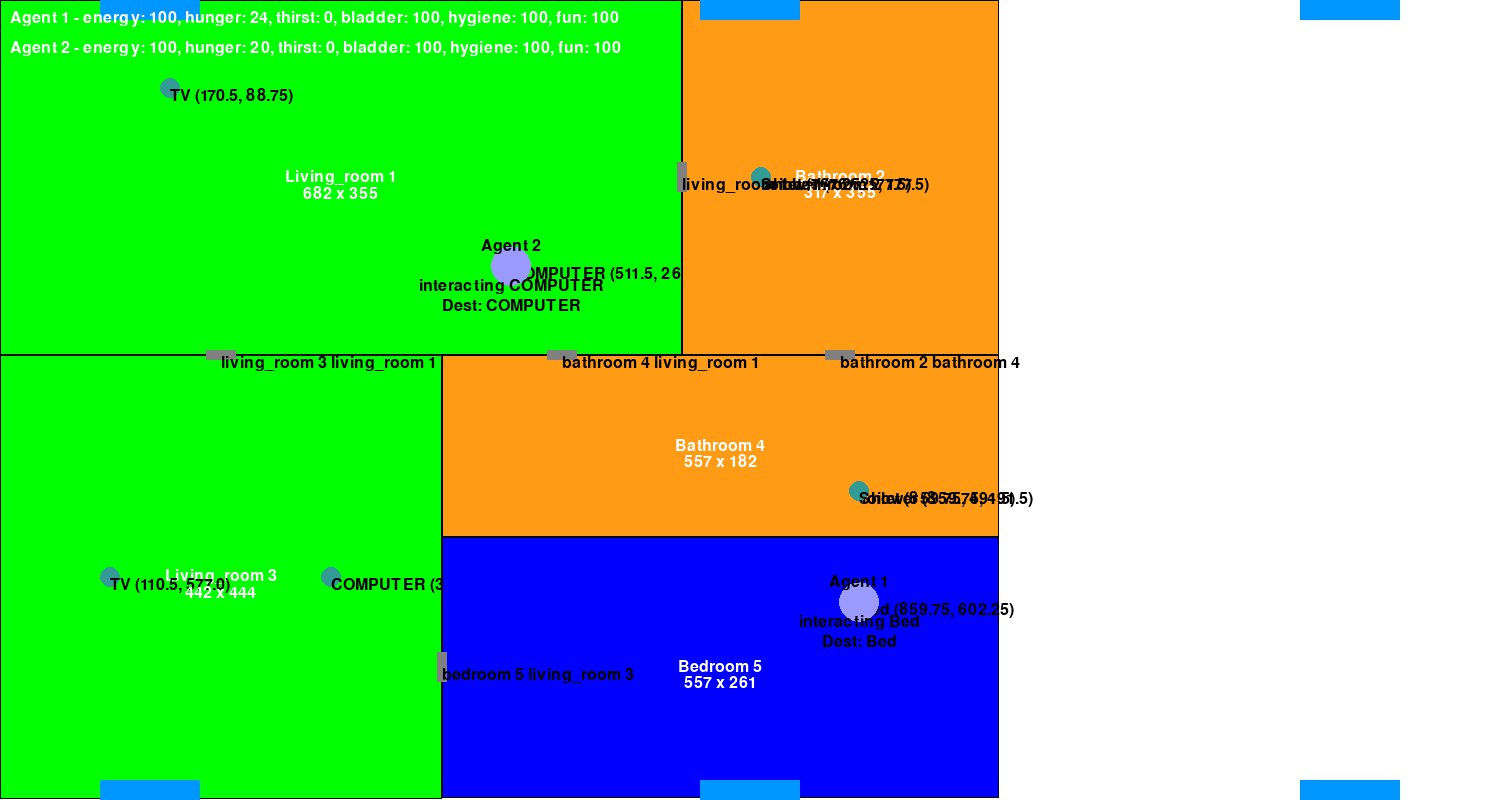 Agent 1 - energy: 100, hunger: 24, thirst: 0, bladder: 100, hygiene: 100, fun: 100
Agent 2 - energy: 100, hunger: 20, thirst: 0, bladder: 100, hygiene: 100, fun: 100
TV (170.5, 88.75)
Living_room 1
682 x 355
Bathroom 2
317 x 355
Agent 2
COMPUTER (511.5, 26
interacting COMPUTER
Dest: COMPUTER
living_room 3 living_room 1
bathroom 4 living_room 1
bathroom 2 bathroom 4
Bathroom 4
557 x 182
Living_room 3
442 x 444
TV (110.5, 577.0)
COMPUTER (3
Agent 1
(859.75, 602.25)
interacting Bed
Dest: Bed
Bedroom 5
557 x 261
bedroom 5 living_room 3